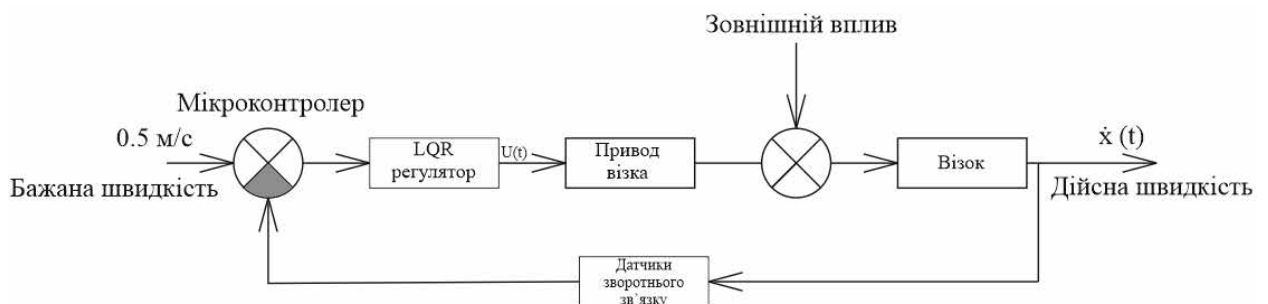 Зовнішній вплив
Мікроконтролер
0.5 м/с
Бажана швидкість
LQR
регулятор
U(t)
Привод
візка
Візок
ẋ (t)
Дійсна швидкість
Датчики
зворотнього
зв`язку